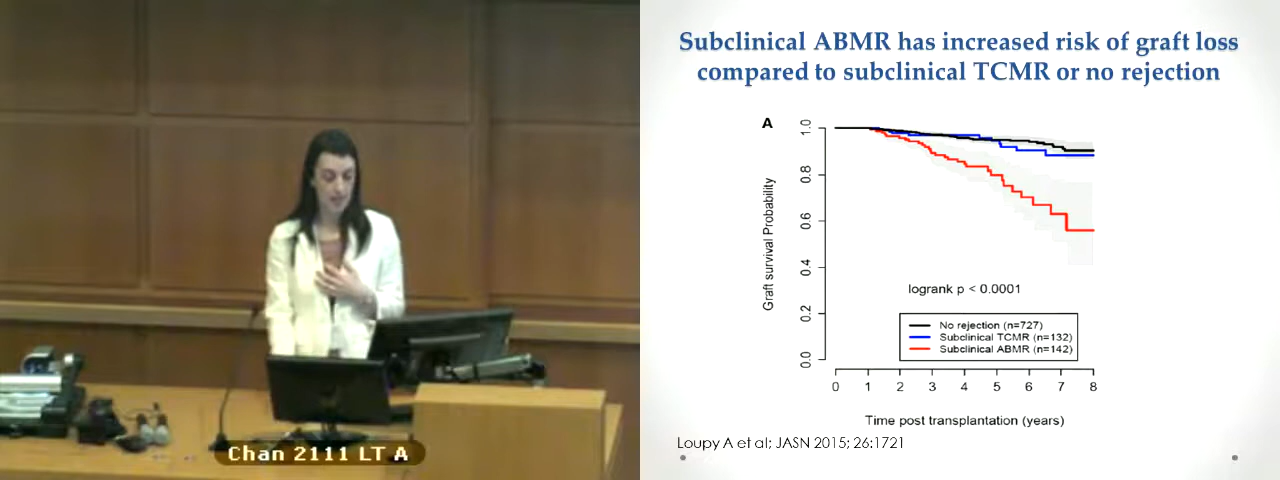 Subclinical ABMR has increased risk of graft loss
compared to subclinical TCMR or no rejection
A
Graft survival Probability
1.0
0.8
0.6
0.4
0.2
0.0
logrank p < 0.0001
No rejection (n=727)
Subclinical TCMR (n=132)
Subclinical ABMR (n=142)
0 1 2 3 4 5 6 7 8
Time post transplantation (years)
Loupy A et al; JASN 2015; 26:1721
Chan 2111 LT A